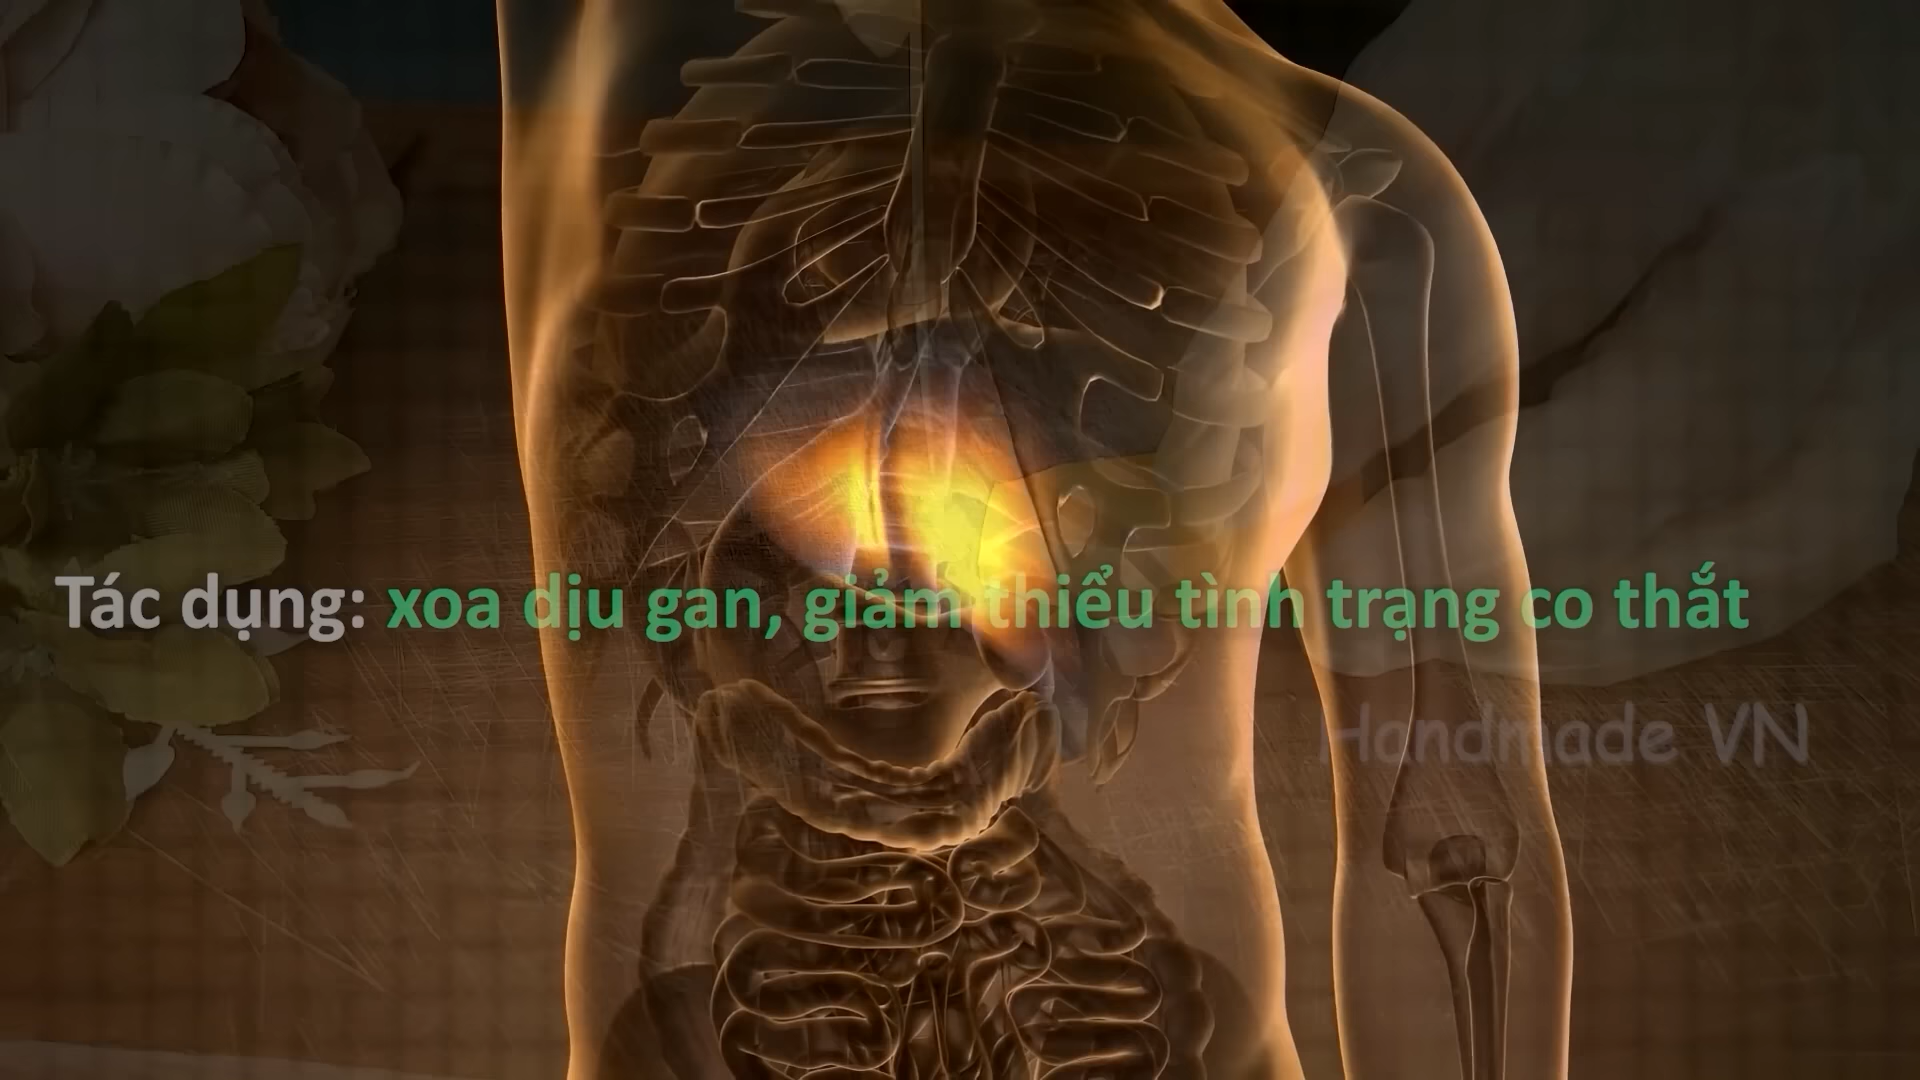 Tác dụng: xoa dịu gan, giảm thiểu tình trạng co thắt
Handmade VN